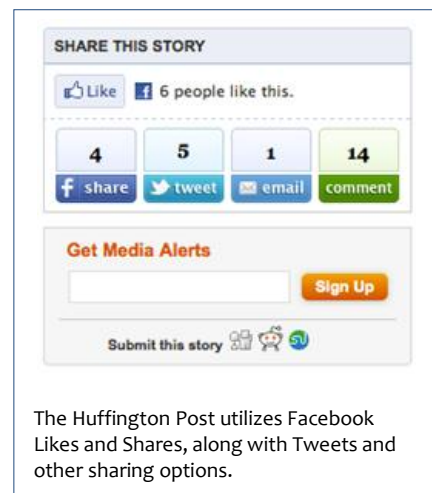 SHARE THIS STORY
Like 6 people like this.
4 5 1 14
share tweet email comment
Get Media Alerts
Sign Up
Submit this story
The Huffington Post utilizes Facebook
Likes and Shares, along with Tweets and
other sharing options.